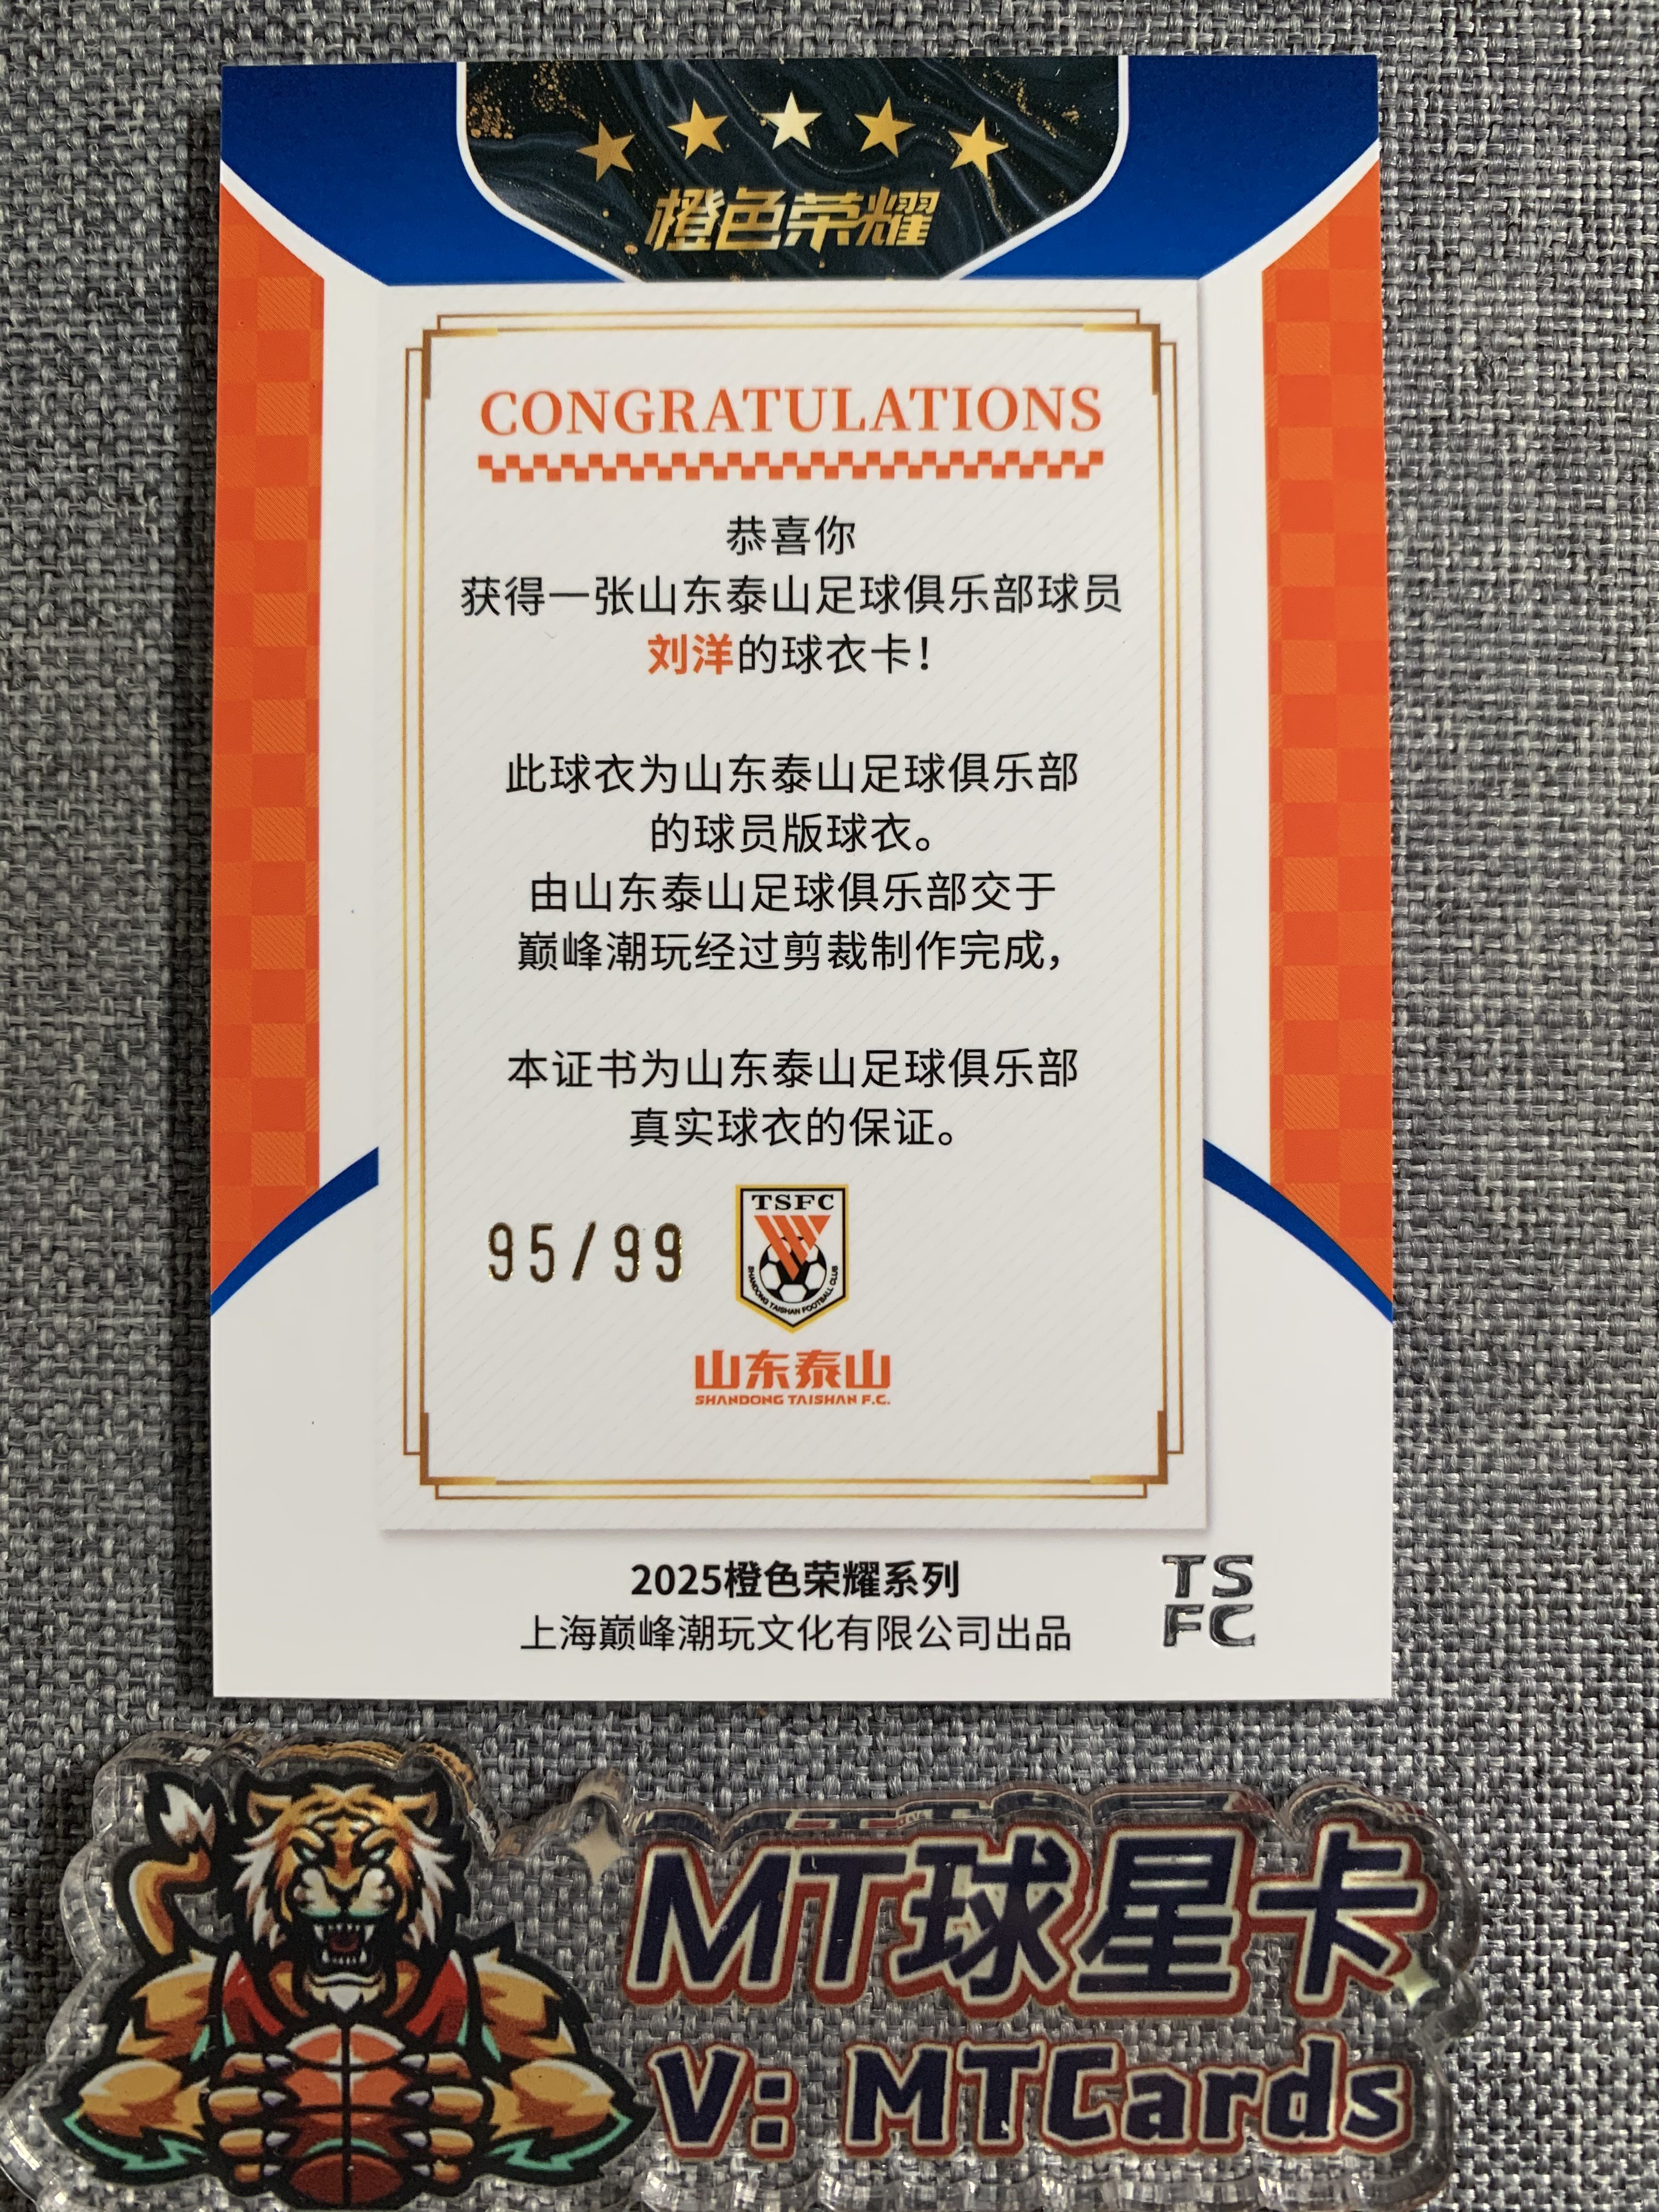 橙色荣耀
CONGRATULATIONS
恭喜你
获得一张山东泰山足球俱乐部球员
刘洋的球衣卡！
此球衣为山东泰山足球俱乐部
的球员版球衣。
由山东泰山足球俱乐部交于
巅峰潮玩经过剪裁制作完成，
本证书为山东泰山足球俱乐部
真实球衣的保证。
95/99
TSFC
SHANDONG TAISHAN FOOTBALL CLUB
山东泰山
SHANDONG TAISHAN F.C.
2025橙色荣耀系列
上海巅峰潮玩文化有限公司出品
TS
FC
MT球星卡
V: MTCards